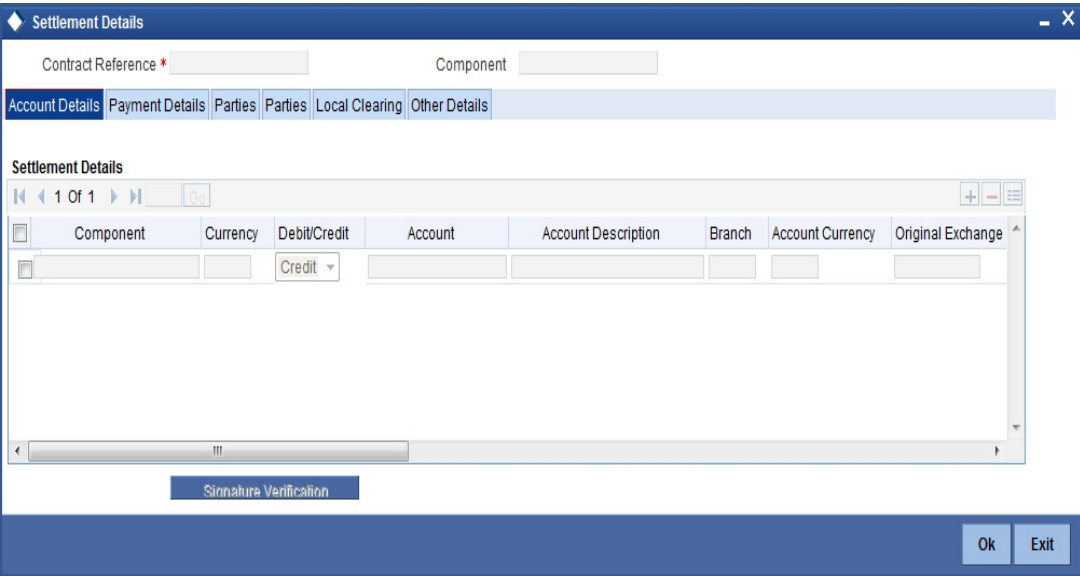 Settlement Details
Contract Reference * Component
Account Details Payment Details Parties Parties Local Clearing Other Details
Settlement Details
1 Of 1 Go
Component Currency Debit/Credit Account Account Description Branch Account Currency Original Exchange
Credit
Signature Verification
Ok Exit